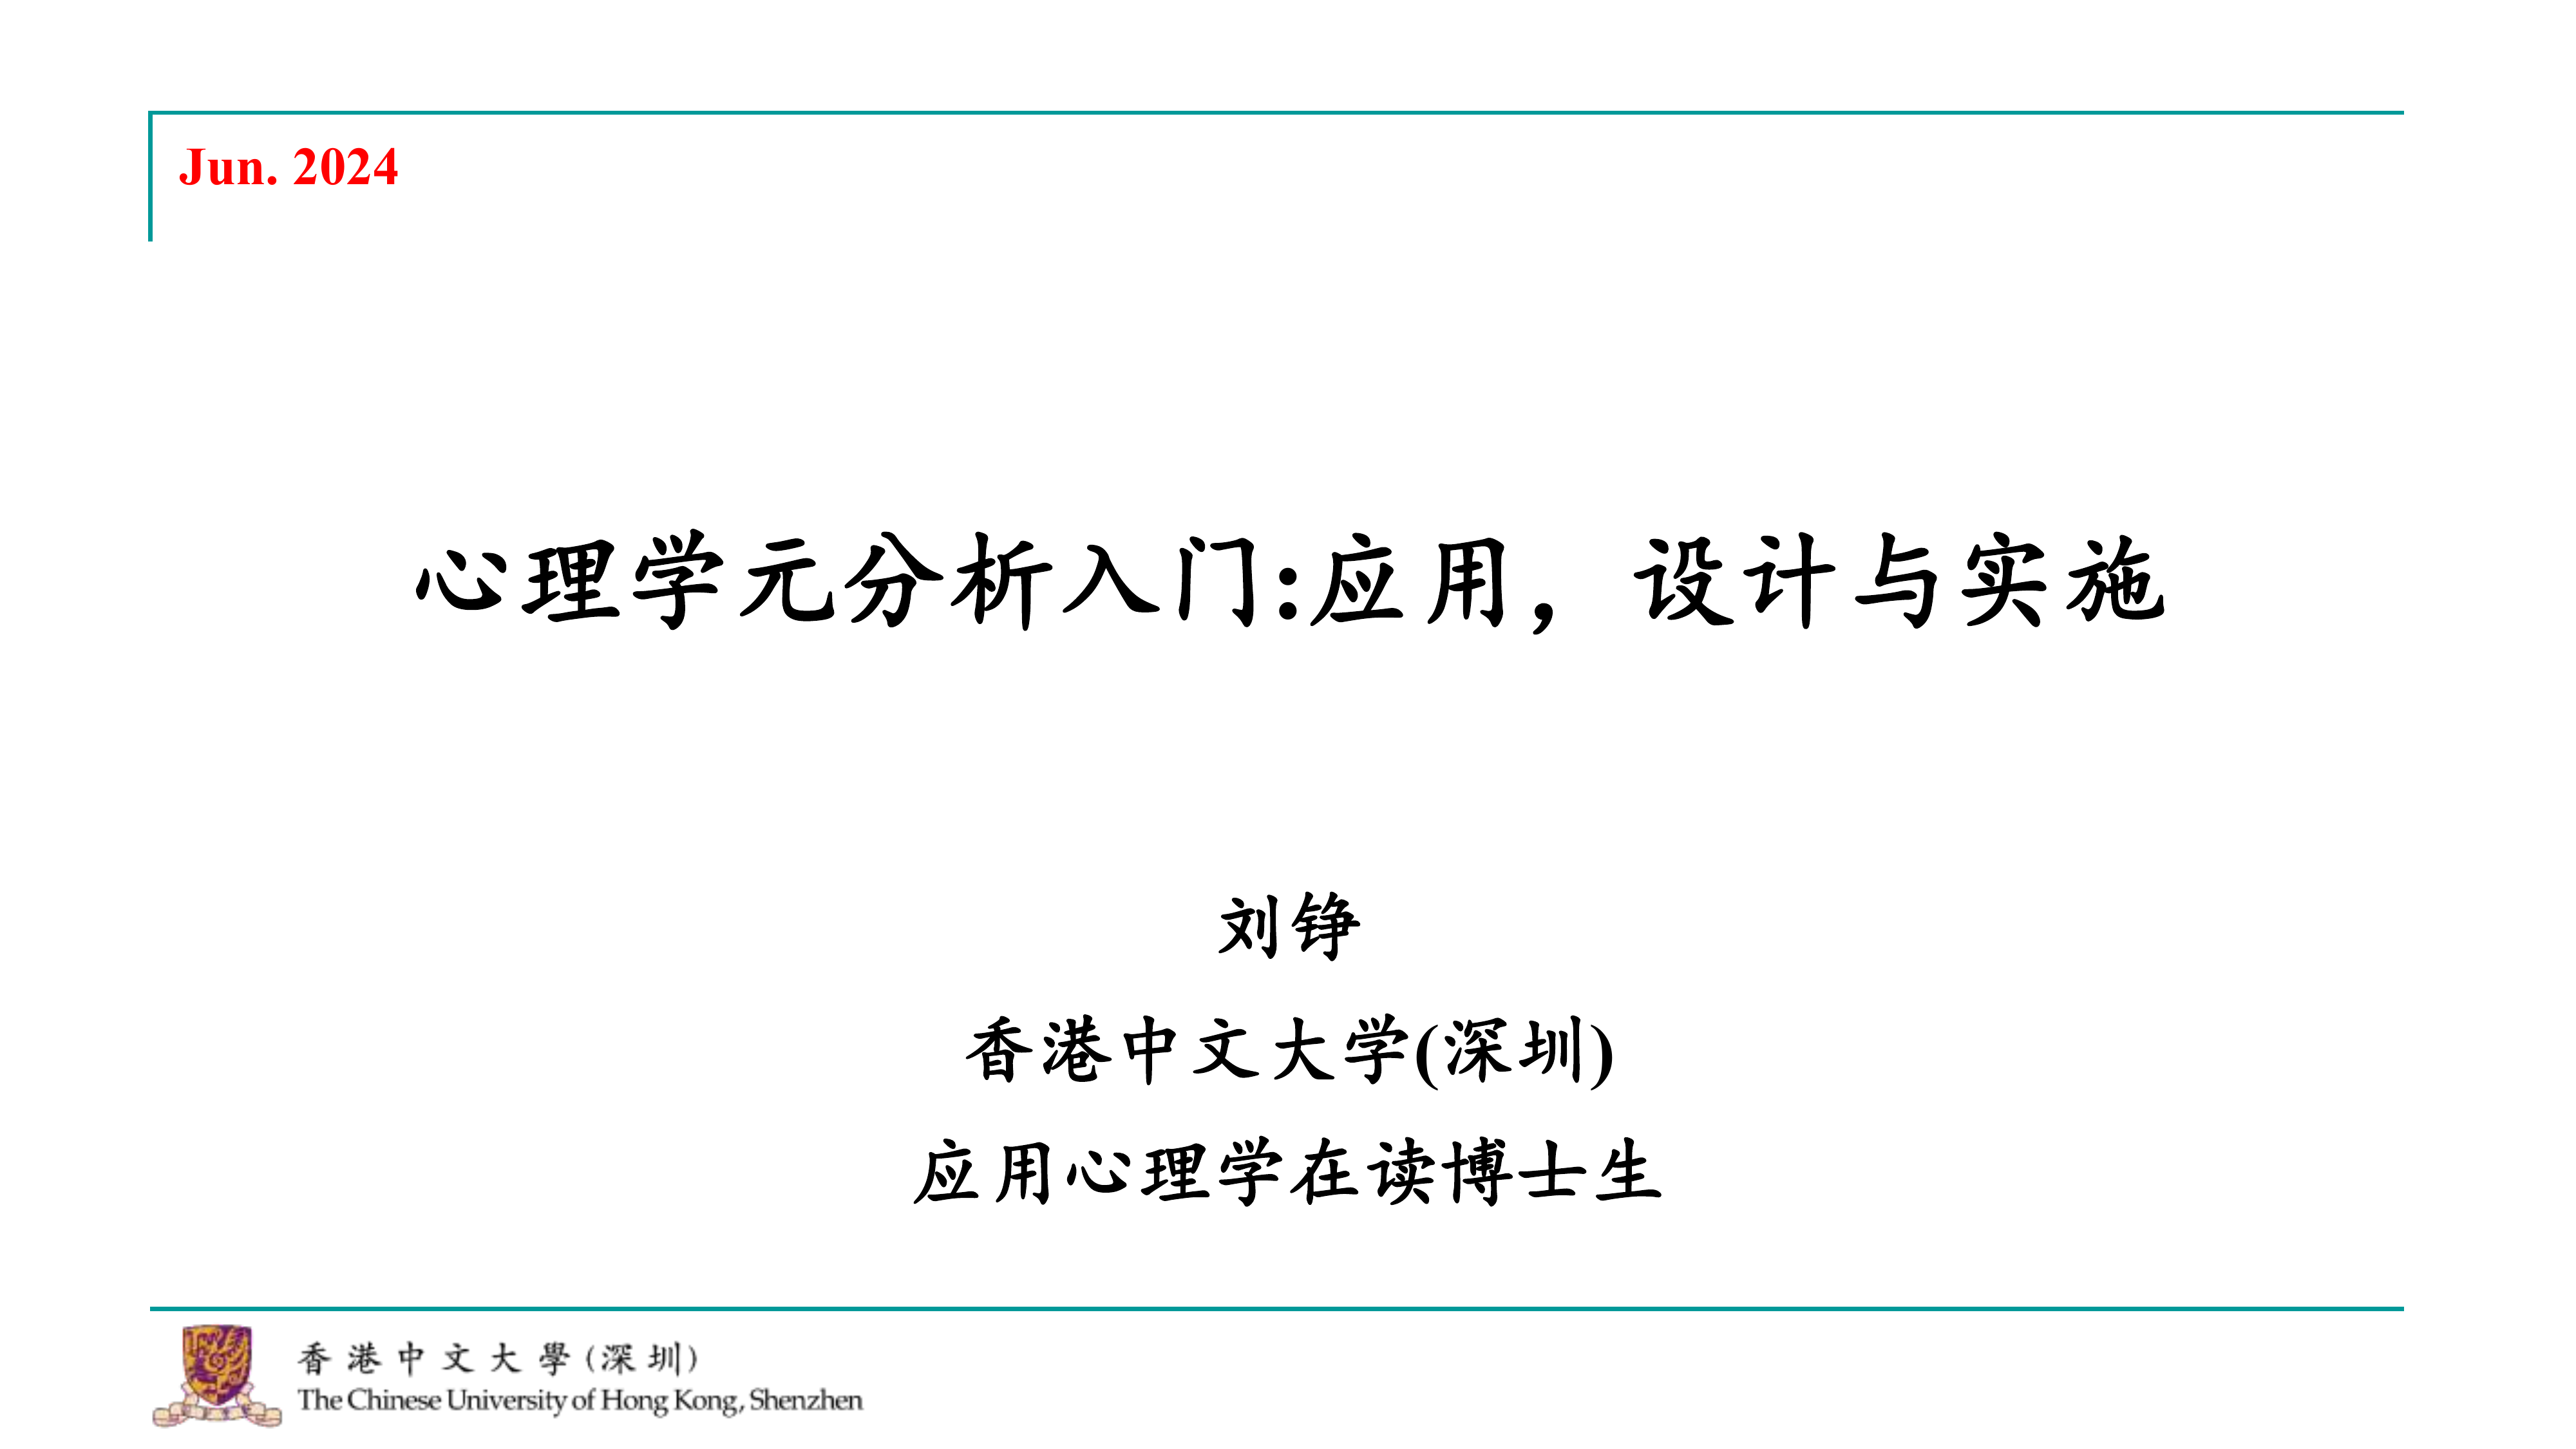 Jun. 2024
心理学元分析入门:应用，设计与实施
刘铮
香港中文大学(深圳)
应用心理学在读博士生
香港中文大學(深圳)
The Chinese University of Hong Kong, Shenzhen